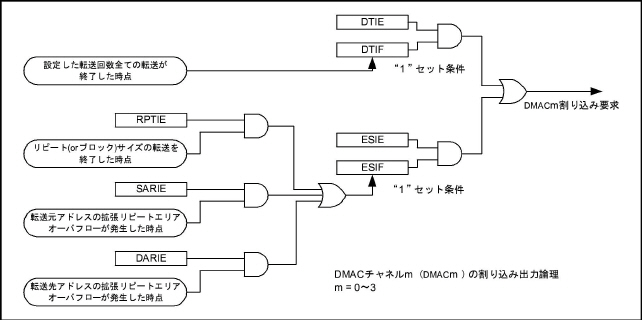 DTIE
DTIF
設定した転送回数全ての転送が
終了した時点
“1”セット条件
DMACm割り込み要求
RPTIE
リピート(orブロック)サイズの転送を
終了した時点
ESIE
ESIF
“1”セット条件
SARIE
転送元アドレスの拡張リピートエリア
オーバフローが発生した時点
DARIE
転送先アドレスの拡張リピートエリア
オーバフローが発生した時点
DMACチャネルm（DMACm）の割り込み出力論理
m = 0～3